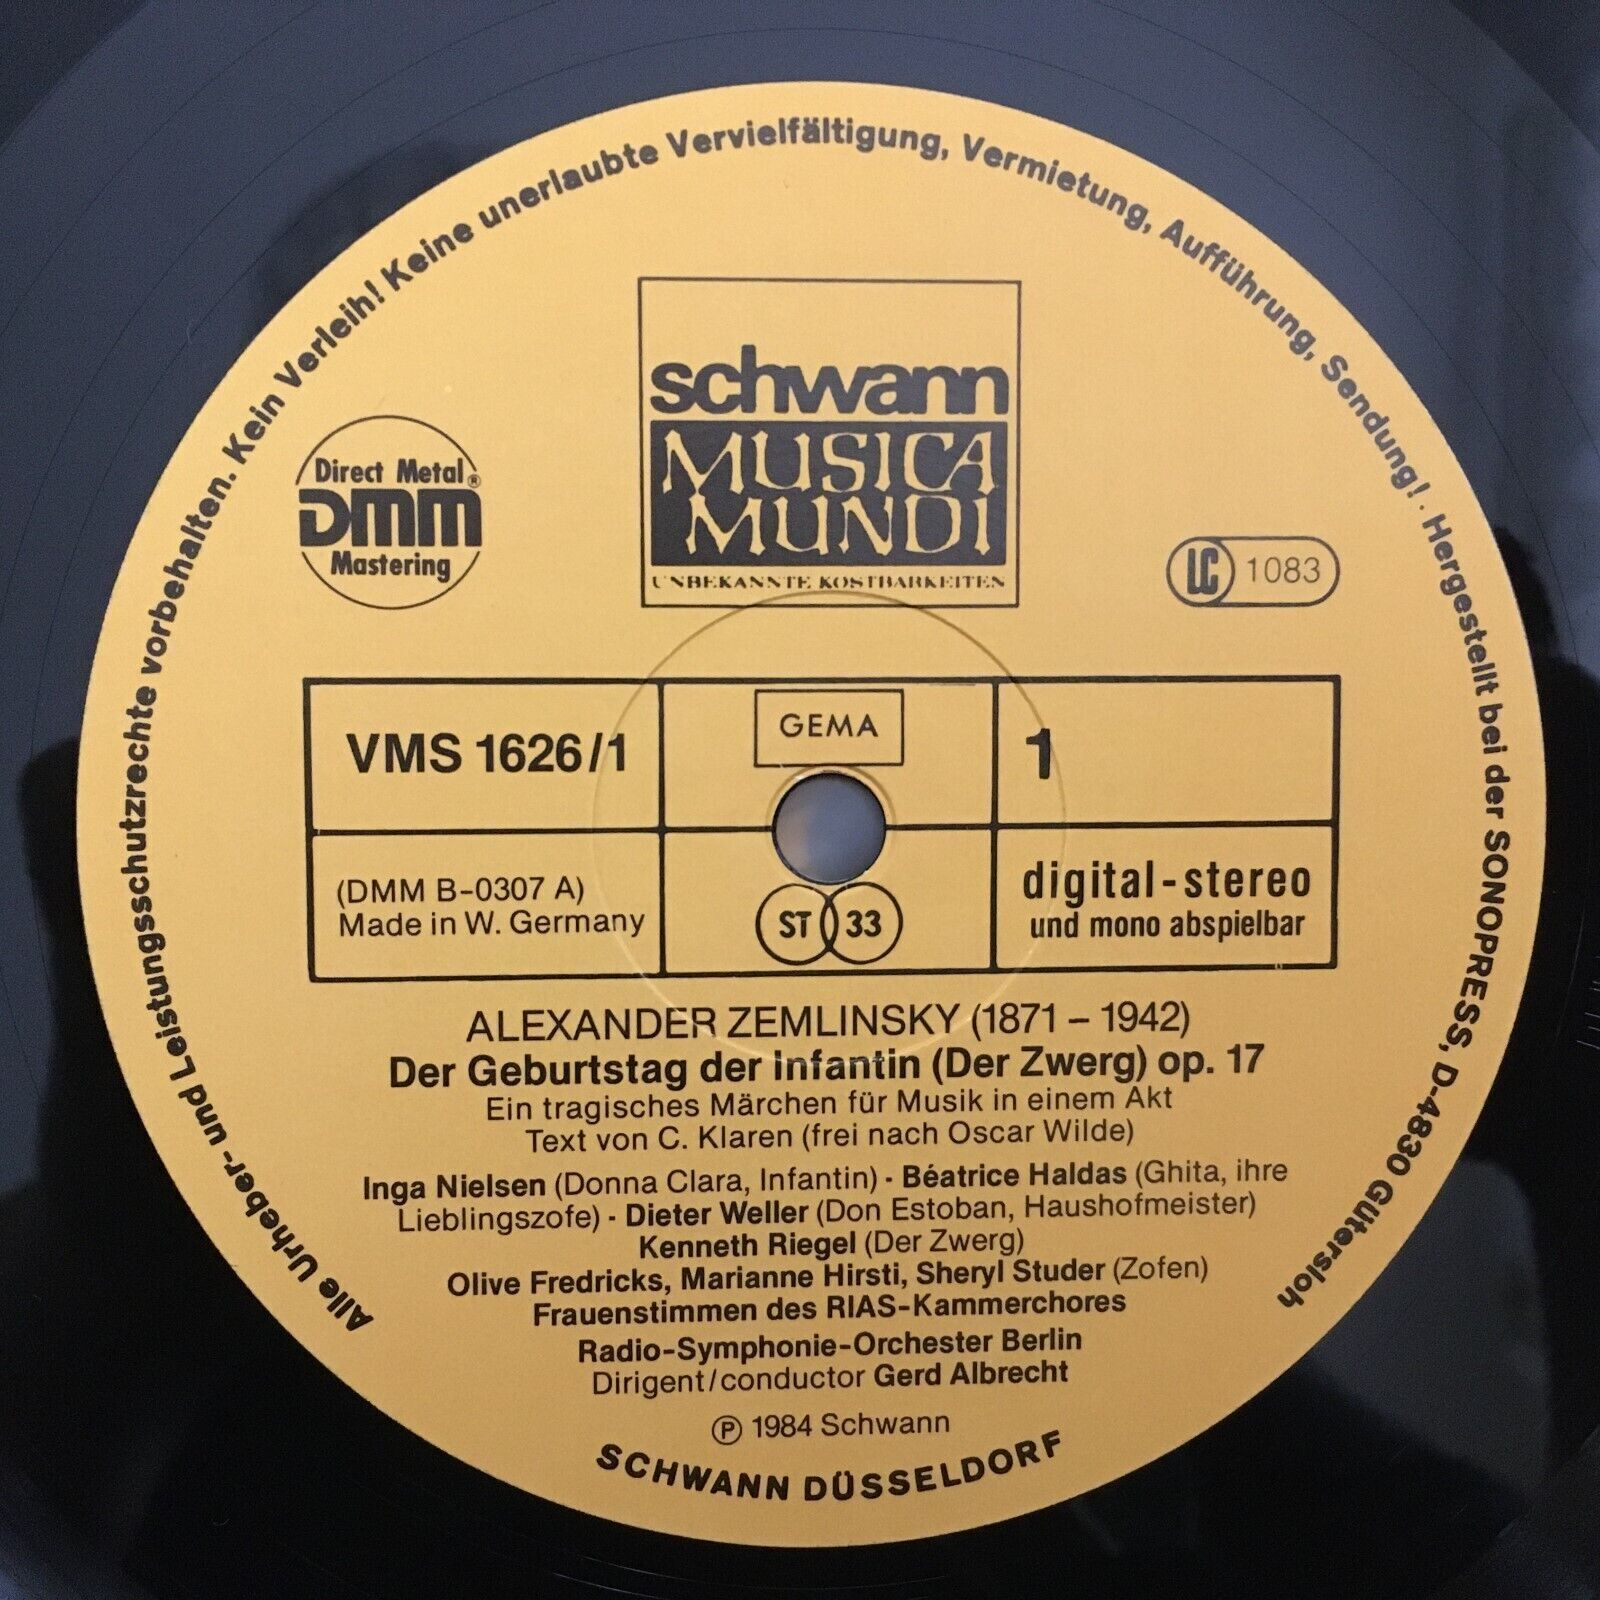 Alle Urheber- und Leistungsschutzrechte vorbehalten. Kein Verleih! Keine unerlaubte Vervielfältigung, Vermietung, Aufführung, Sendung! · Hergestellt bei der SONOPRESS, D-4830 Gütersloh
schwann
MUSICA
MUNDI
UNBEKANNTE KOSTBARKEITEN
Direct Metal®
DMM
Mastering
LC 1083
VMS 1626/1
GEMA
1
(DMM B-0307 A)
Made in W. Germany
ST 33
digital-stereo
und mono abspielbar
ALEXANDER ZEMLINSKY (1871 – 1942)
Der Geburtstag der Infantin (Der Zwerg) op. 17
Ein tragisches Märchen für Musik in einem Akt
Text von C. Klaren (frei nach Oscar Wilde)
Inga Nielsen (Donna Clara, Infantin) · Béatrice Haldas (Ghita, ihre
Lieblingszofe) · Dieter Weller (Don Estoban, Haushofmeister)
Kenneth Riegel (Der Zwerg)
Olive Fredricks, Marianne Hirsti, Sheryl Studer (Zofen)
Frauenstimmen des RIAS-Kammerchores
Radio-Symphonie-Orchester Berlin
Dirigent/conductor Gerd Albrecht
℗ 1984 Schwann
SCHWANN DÜSSELDORF